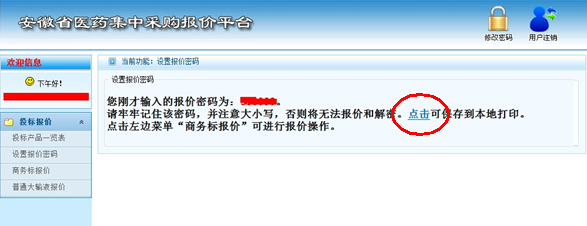 安徽省医药集中采购报价平台
修改密码
用户注销
欢迎信息
当前功能：设置报价密码
下午好！
设置报价密码
您刚才输入的报价密码为：
请牢牢记住该密码，并注意大小写，否则将无法报价和解密。点击可保存到本地打印。
点击左边菜单“商务标报价”可进行报价操作。
投标报价
投标产品一览表
设置报价密码
商务标报价
普通大输液报价